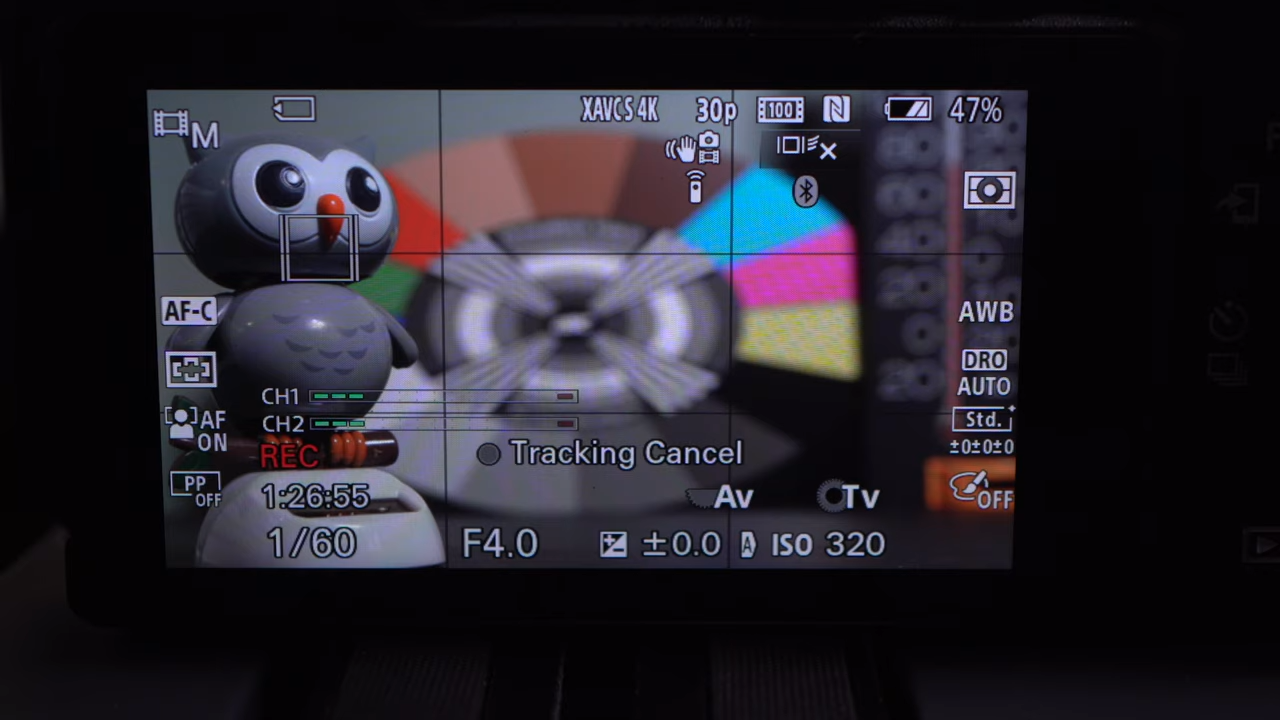 M XAVC S 4K 30p 100 N 47%
AF-C
AWB
DRO
AUTO
AF
ON
Std.
±0±0±0
CH1
CH2
REC
Tracking Cancel
PP
OFF
1:26:55
Av Tv
OFF
1/60 F4.0 ±0.0 A ISO 320